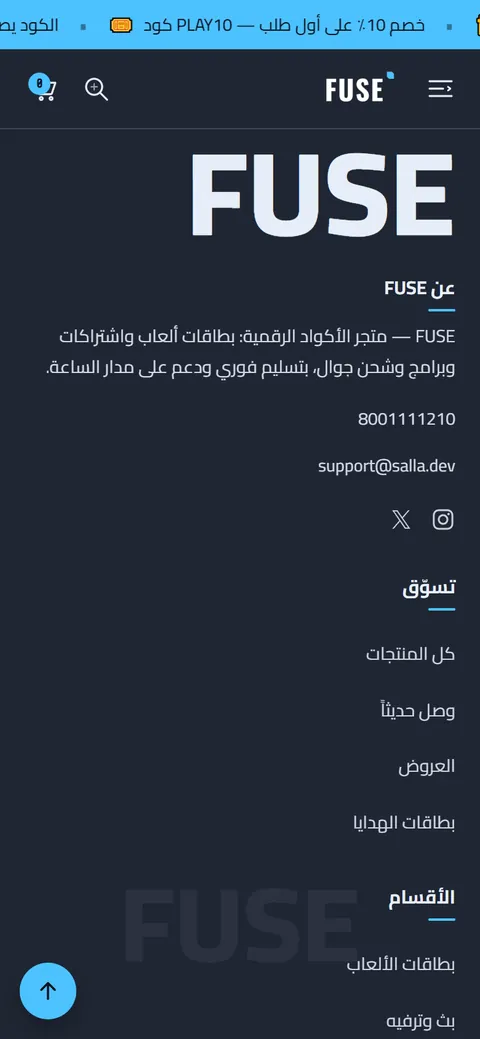 خصم 10٪ على أول طلب — PLAY10 كود
الكود
0
FUSE
FUSE
عن FUSE
FUSE — متجر الأكواد الرقمية: بطاقات ألعاب واشتراكات
وبرامج وشحن جوال، بتسليم فوري ودعم على مدار الساعة.
8001111210
support@salla.dev
تسوّق
كل المنتجات
وصل حديثاً
العروض
بطاقات الهدايا
الأقسام
FUSE
بطاقات الألعاب
بث وترفيه